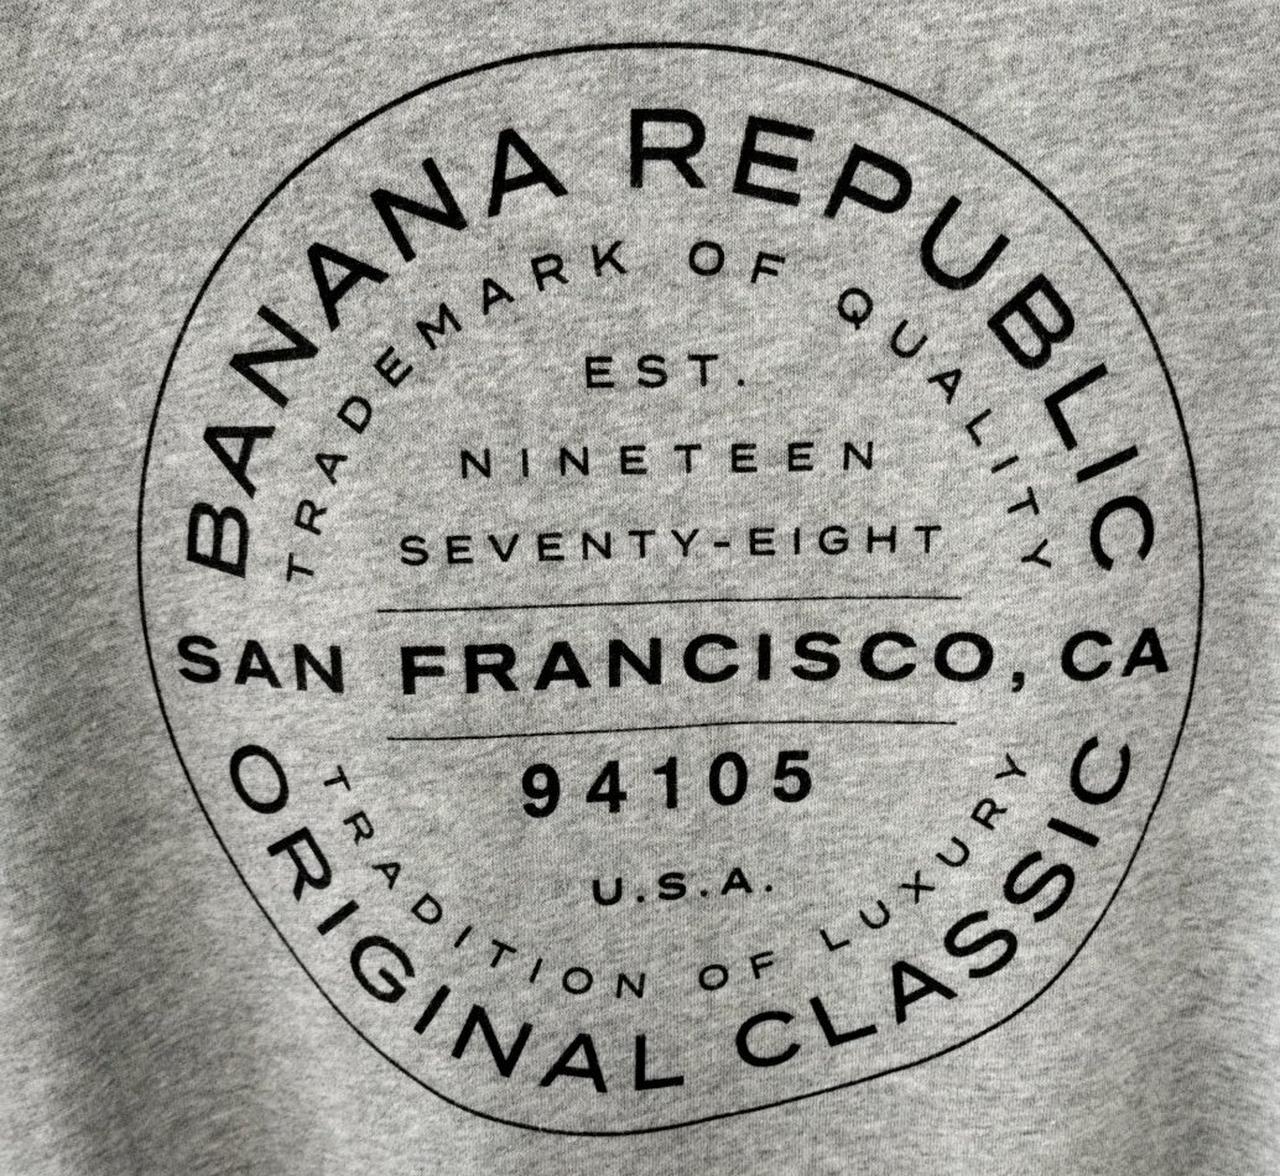 BANANA REPUBLIC
TRADEMARK OF QUALITY
EST.
NINETEEN
SEVENTY-EIGHT
SAN FRANCISCO, CA
94105
U.S.A.
TRADITION OF LUXURY
ORIGINAL CLASSIC